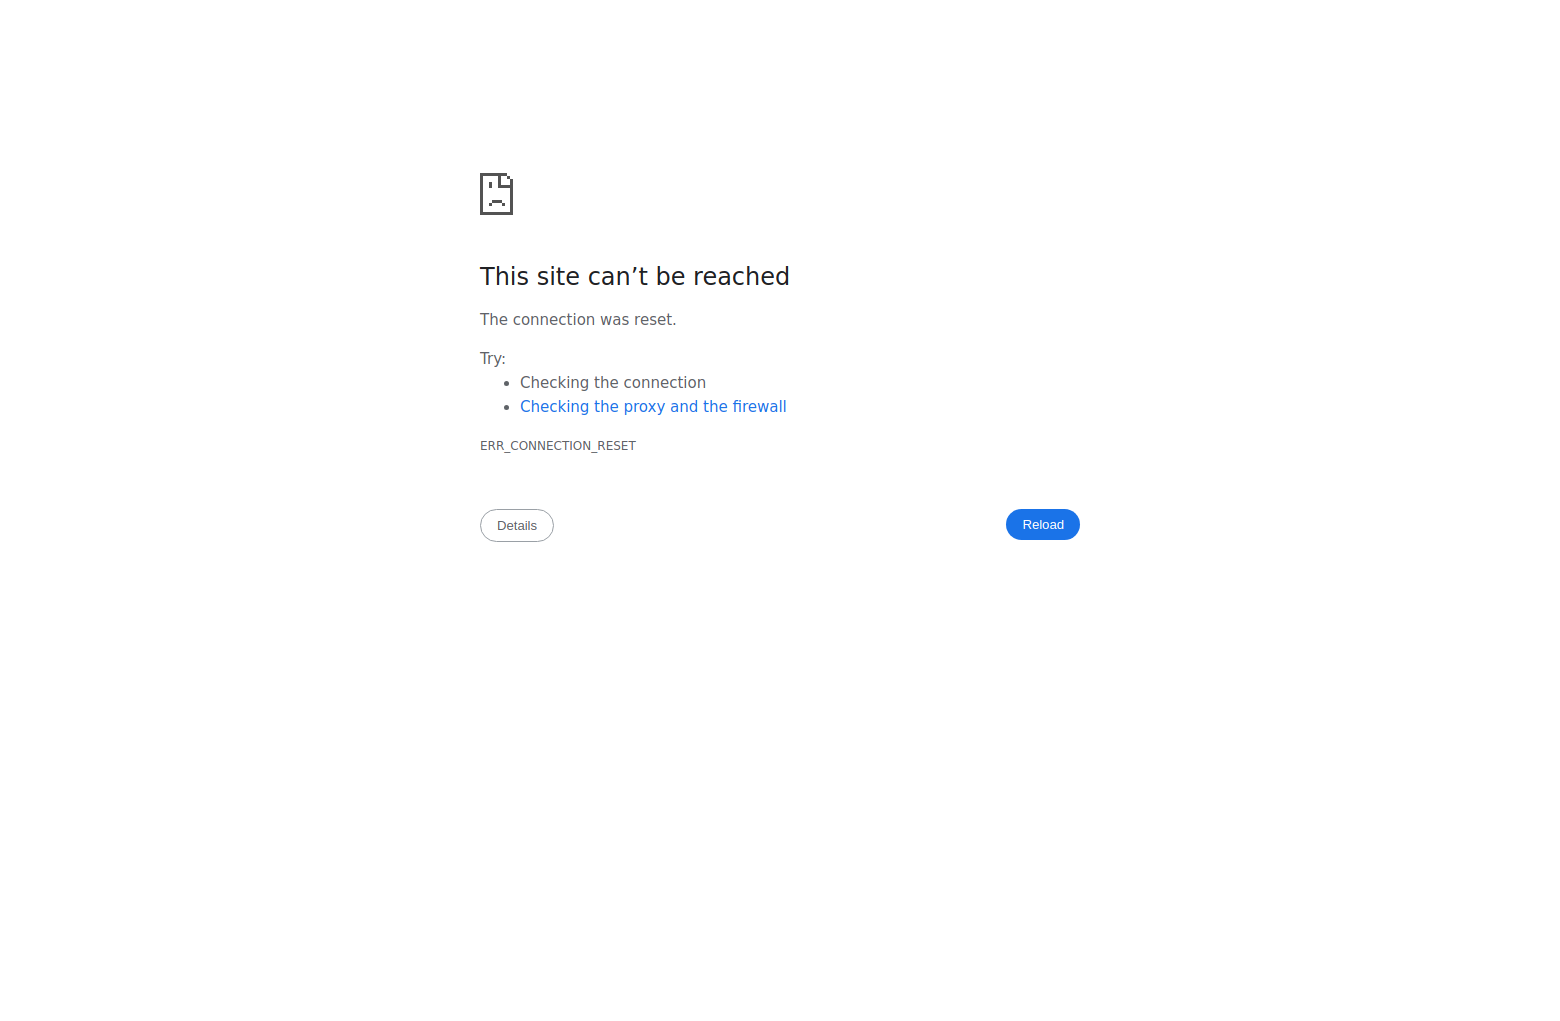 This site can’t be reached
The connection was reset.
Try:
Checking the connection
Checking the proxy and the firewall
ERR_CONNECTION_RESET
Details
Reload